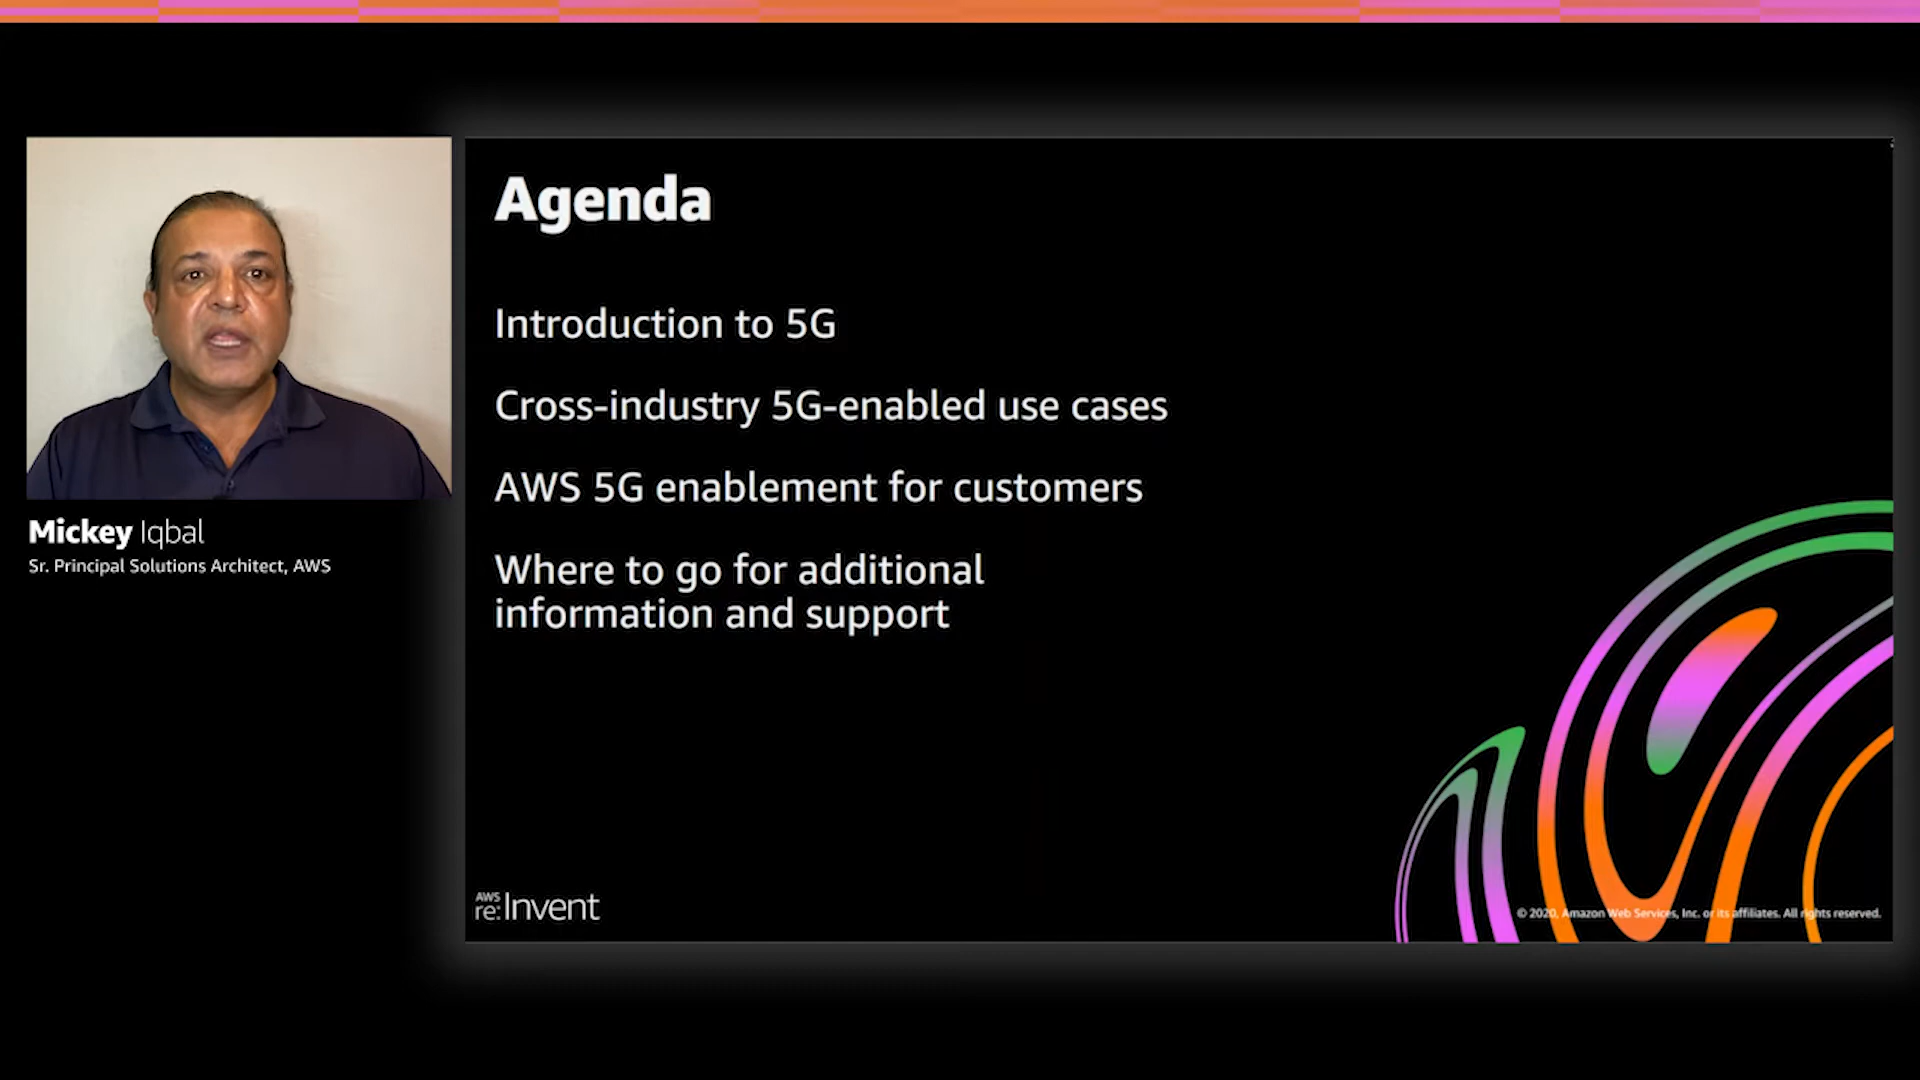 Agenda
Introduction to 5G
Cross-industry 5G-enabled use cases
AWS 5G enablement for customers
Where to go for additional
information and support
Mickey Iqbal
Sr. Principal Solutions Architect, AWS
AWS
re:Invent
© 2020, Amazon Web Services, Inc. or its affiliates. All rights reserved.